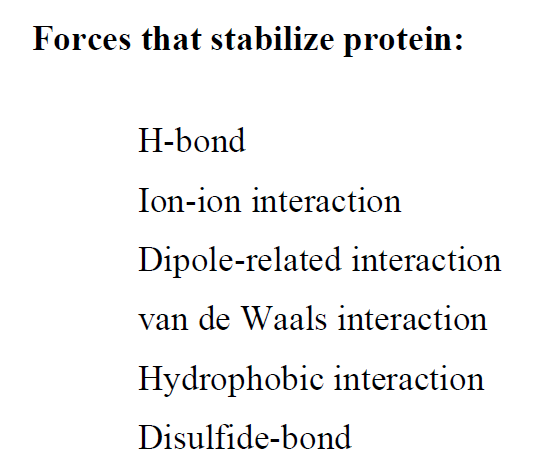 Forces that stabilize protein:
H-bond
Ion-ion interaction
Dipole-related interaction
van de Waals interaction
Hydrophobic interaction
Disulfide-bond